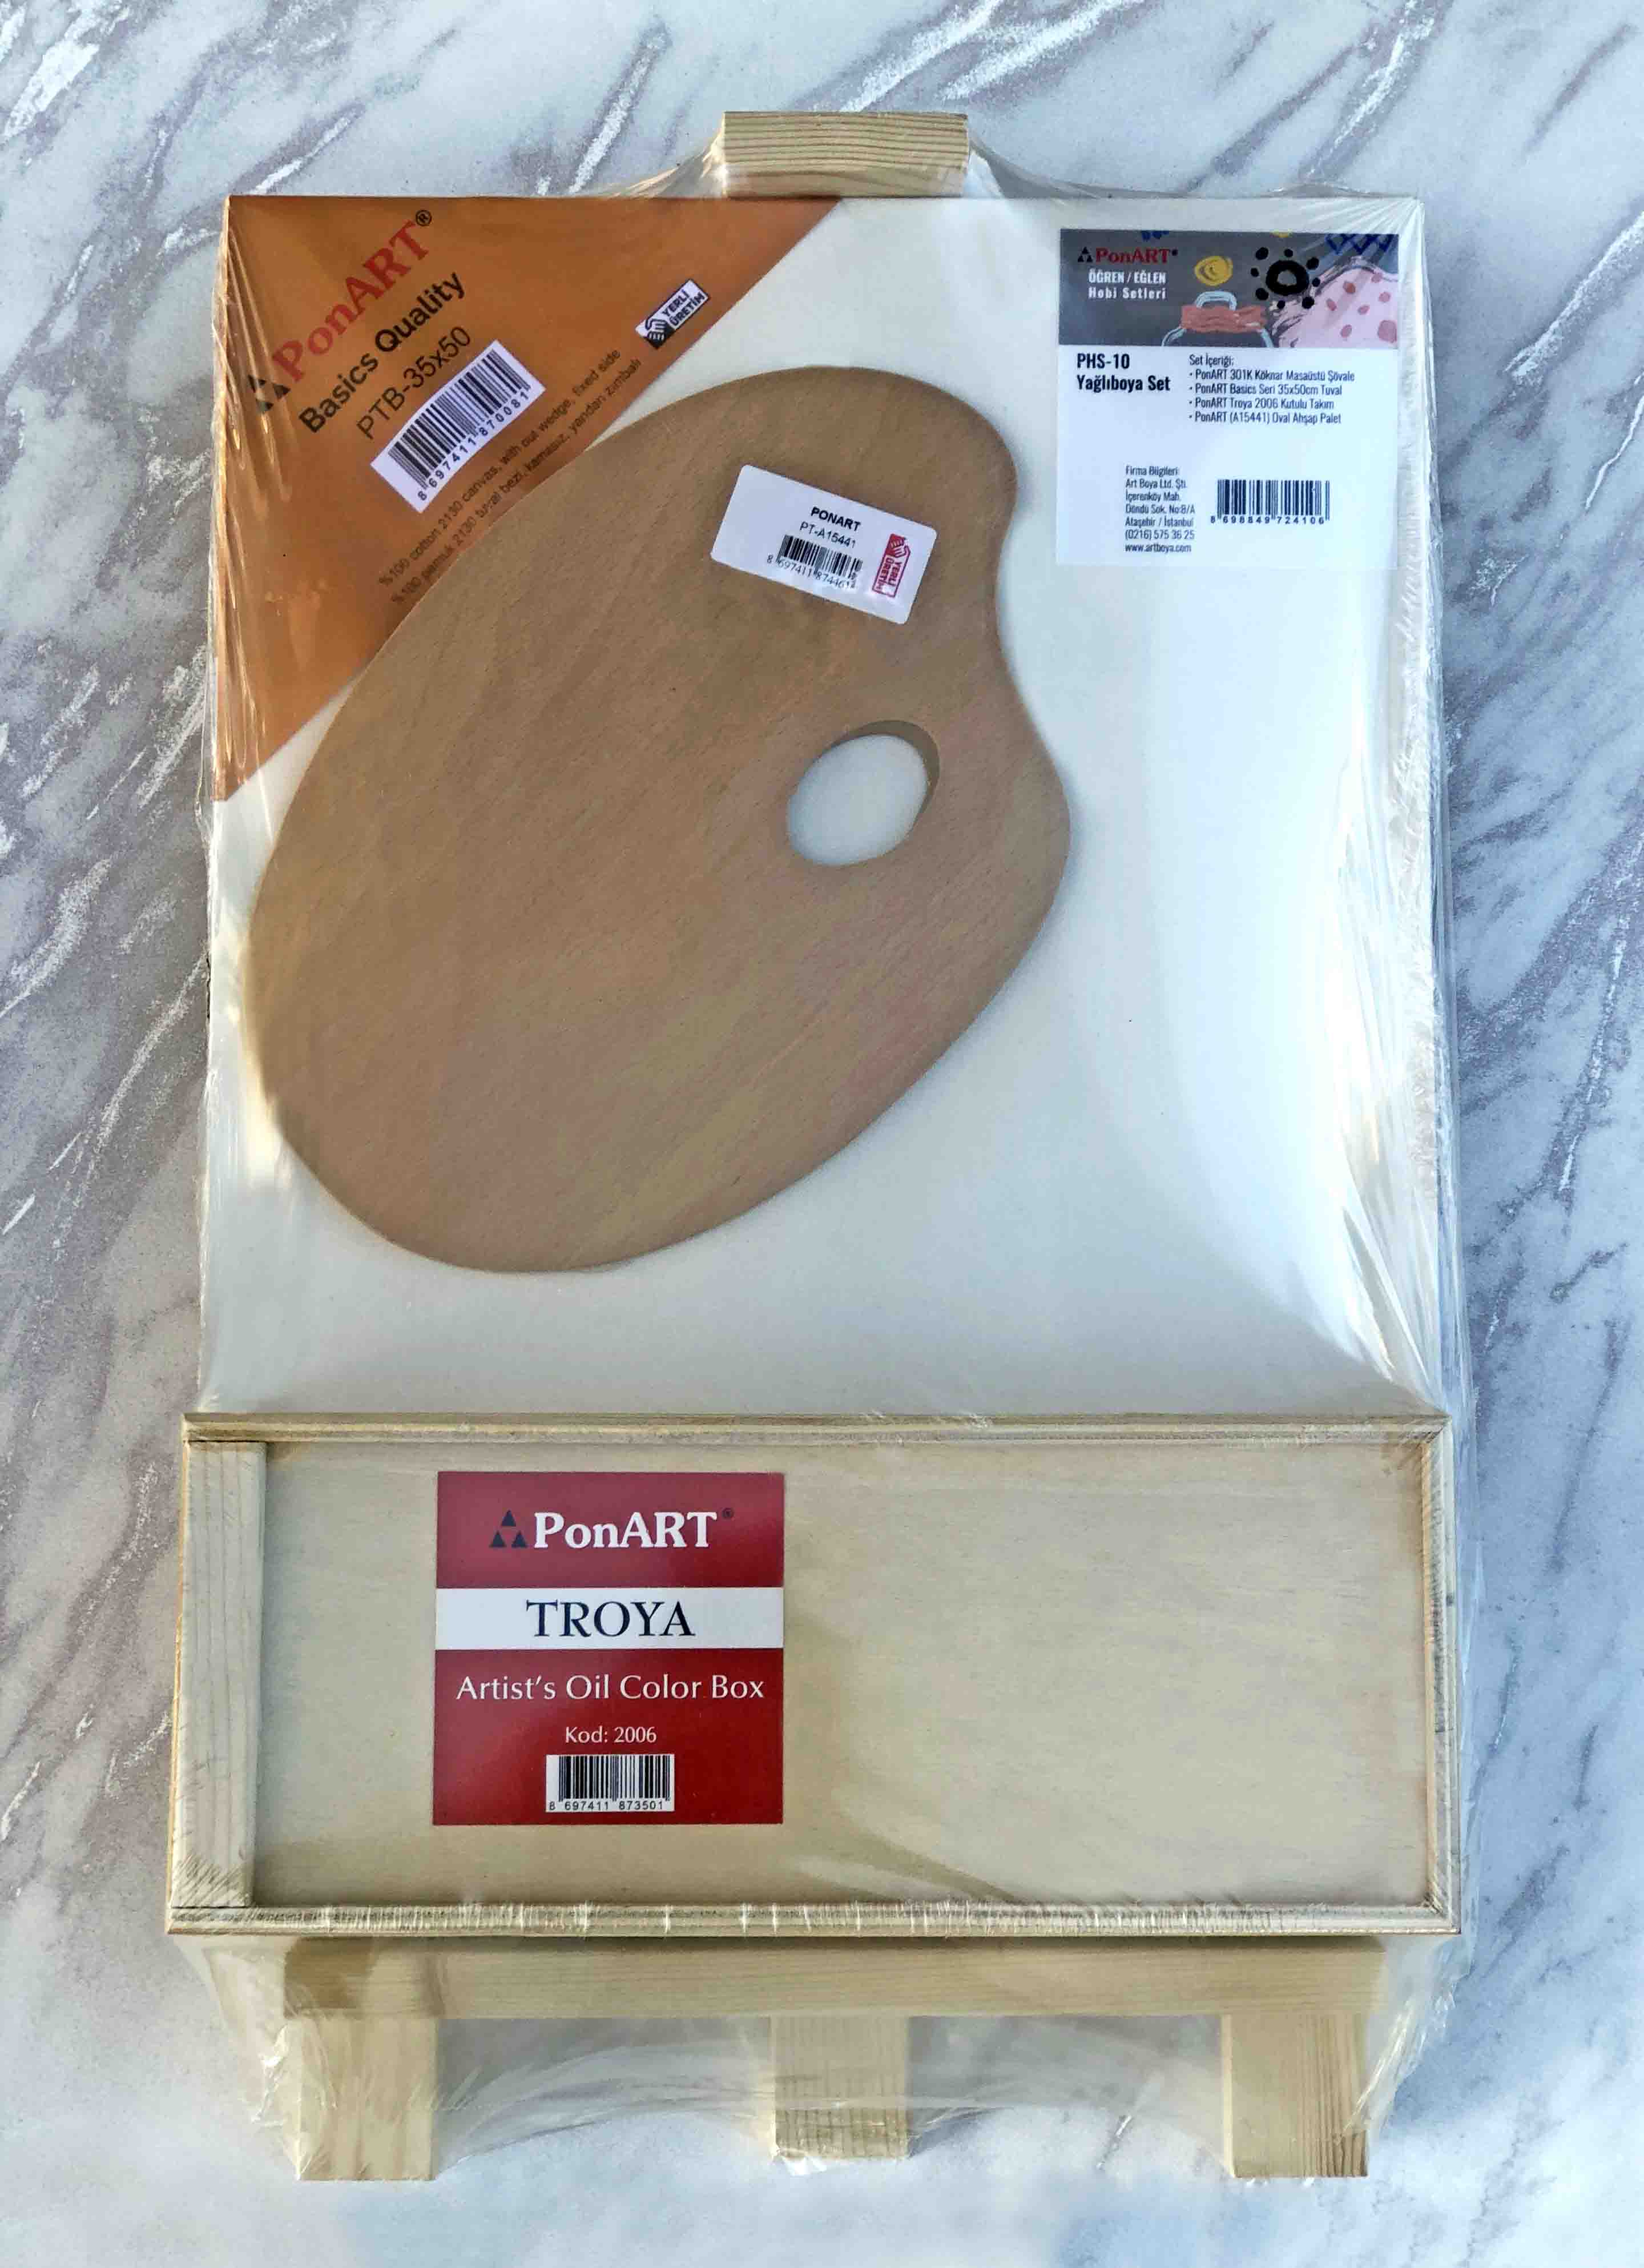 PonART®
Basics Quality
PTB-35x50
8 697411 870081
YERLİ
ÜRETİM
%100 cotton 2130 canvas, with out wedge, fixed side
%100 pamuk 2130 tuval bezi, kamasız, yandan zımbalı
PonART®
ÖĞREN / EĞLEN
Hobi Setleri
PHS-10
Yağlıboya Set
Set İçeriği:
• PonART 301K Köknar Masaüstü Şövale
• PonART Basics Seri 35x50cm Tuval
• PonART Troya 2006 Kutulu Takım
• PonART (A15441) Oval Ahşap Palet
Firma Bilgileri:
Art Boya Ltd. Şti.
İçerenköy Mah.
Döndü Sok. No:8/A
Ataşehir / İstanbul
(0216) 575 36 25
www.artboya.com
8 698849 724106
PONART
PT-A15441
YERLİ
ÜRETİM
PonART®
TROYA
Artist's Oil Color Box
Kod: 2006
8 697411 873501